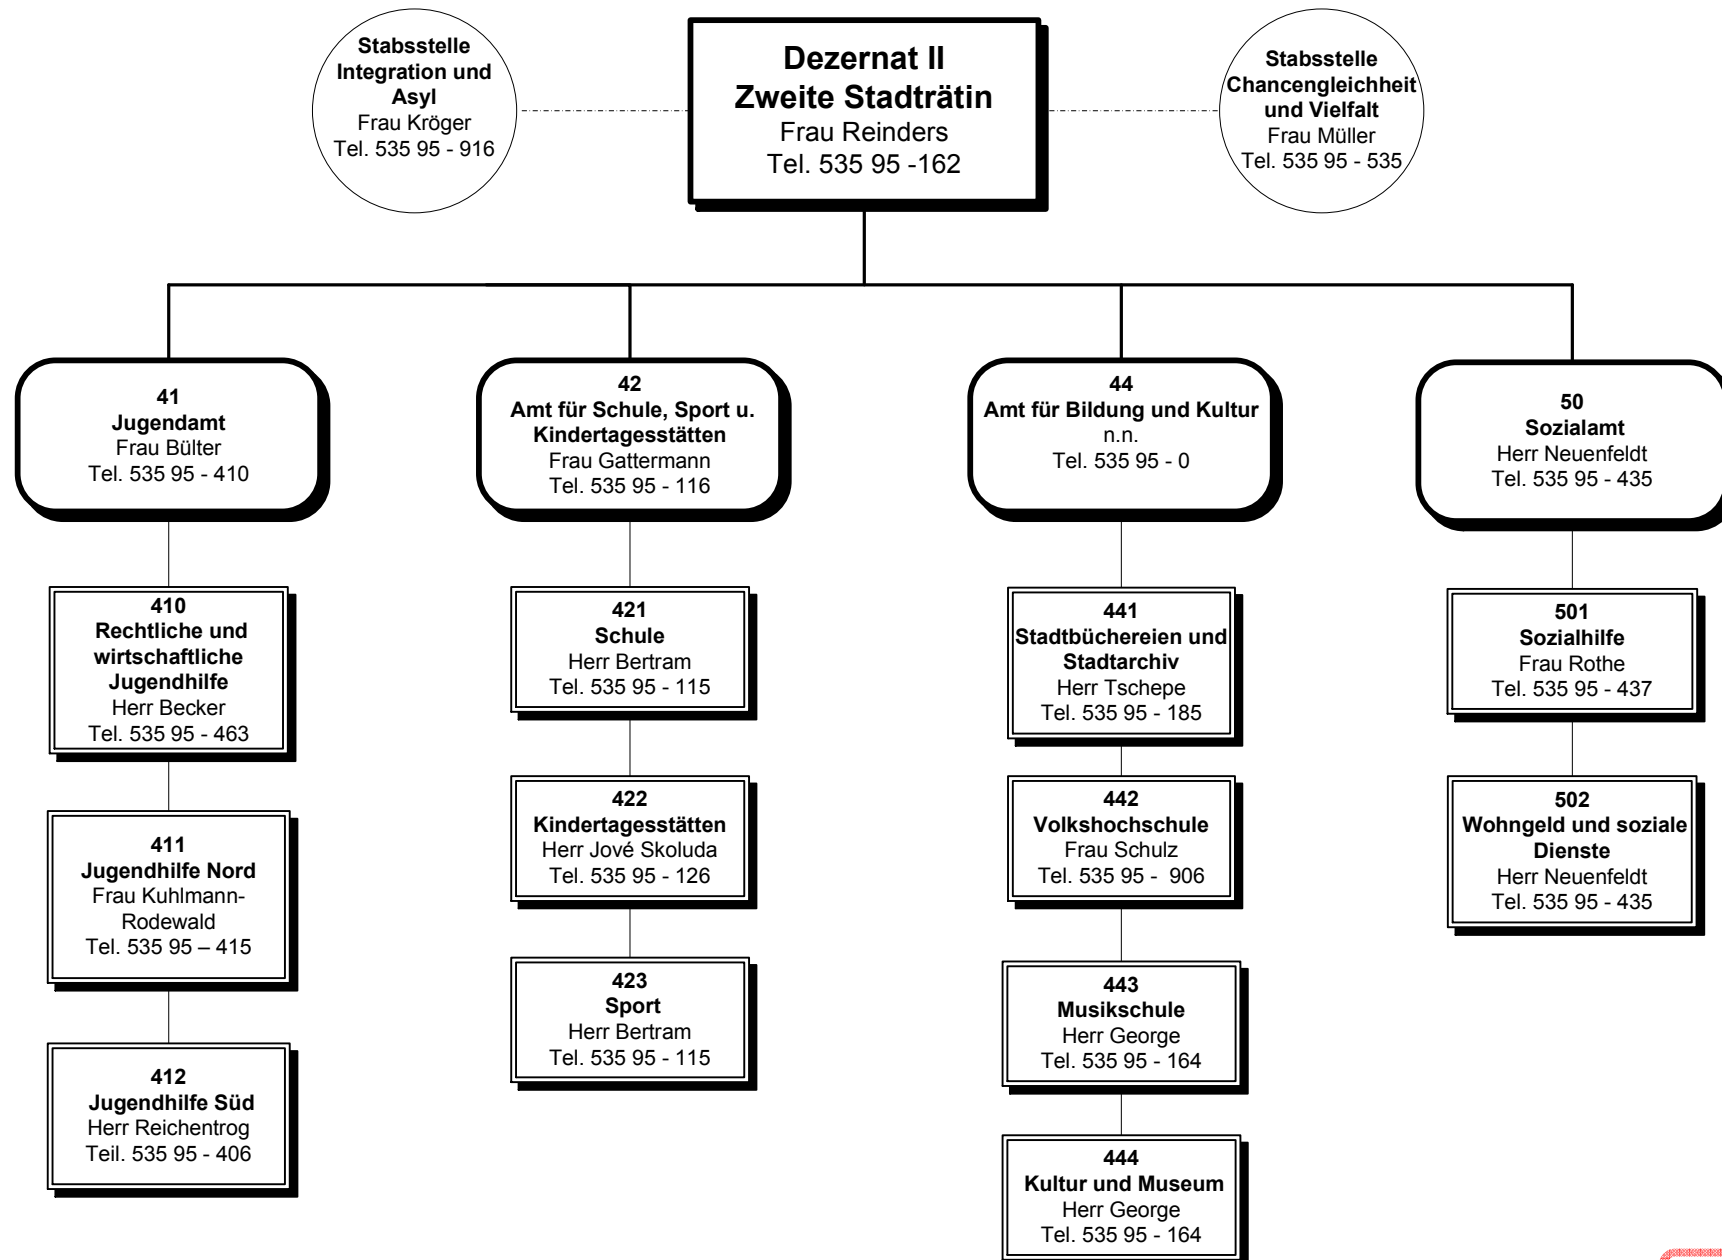 Stabsstelle
Integration und
Asyl
Frau Kröger
Tel. 535 95 - 916
Dezernat II
Zweite Stadträtin
Frau Reinders
Tel. 535 95 -162
Stabsstelle
Chancengleichheit
und Vielfalt
Frau Müller
Tel. 535 95 - 535
41
Jugendamt
Frau Bülter
Tel. 535 95 - 410
42
Amt für Schule, Sport u.
Kindertagesstätten
Frau Gattermann
Tel. 535 95 - 116
44
Amt für Bildung und Kultur
n.n.
Tel. 535 95 - 0
50
Sozialamt
Herr Neuenfeldt
Tel. 535 95 - 435
410
Rechtliche und
wirtschaftliche
Jugendhilfe
Herr Becker
Tel. 535 95 - 463
411
Jugendhilfe Nord
Frau Kuhlmann-
Rodewald
Tel. 535 95 – 415
412
Jugendhilfe Süd
Herr Reichentrog
Teil. 535 95 - 406
421
Schule
Herr Bertram
Tel. 535 95 - 115
422
Kindertagesstätten
Herr Jové Skoluda
Tel. 535 95 - 126
423
Sport
Herr Bertram
Tel. 535 95 - 115
441
Stadtbüchereien und
Stadtarchiv
Herr Tschepe
Tel. 535 95 - 185
442
Volkshochschule
Frau Schulz
Tel. 535 95 -  906
443
Musikschule
Herr George
Tel. 535 95 - 164
444
Kultur und Museum
Herr George
Tel. 535 95 - 164
501
Sozialhilfe
Frau Rothe
Tel. 535 95 - 437
502
Wohngeld und soziale
Dienste
Herr Neuenfeldt
Tel. 535 95 - 435